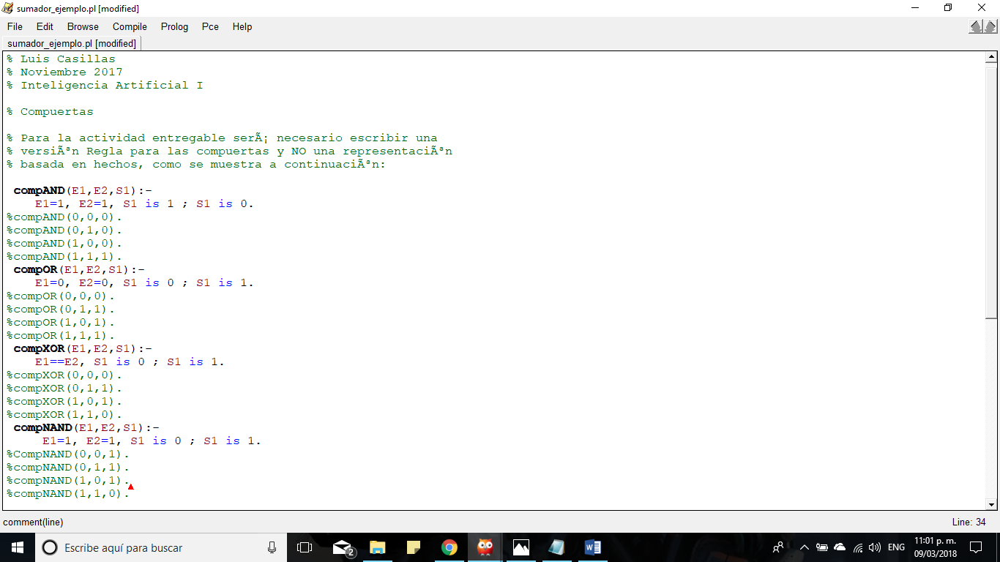 sumador_ejemplo.pl [modified]
File Edit Browse Compile Prolog Pce Help
sumador_ejemplo.pl [modified]
% Luis Casillas
% Noviembre 2017
% Inteligencia Artificial I
% Compuertas
% Para la actividad entregable serÃ¡ necesario escribir una
% versiÃªn Regla para las compuertas y NO una representaciÃªn
% basada en hechos, como se muestra a continuaciÃªn:
compAND(E1,E2,S1):-
E1=1, E2=1, S1 is 1 ; S1 is 0.
%compAND(0,0,0).
%compAND(0,1,0).
%compAND(1,0,0).
%compAND(1,1,1).
compOR(E1,E2,S1):-
E1=0, E2=0, S1 is 0 ; S1 is 1.
%compOR(0,0,0).
%compOR(0,1,1).
%compOR(1,0,1).
%compOR(1,1,1).
compXOR(E1,E2,S1):-
E1==E2, S1 is 0 ; S1 is 1.
%compXOR(0,0,0).
%compXOR(0,1,1).
%compXOR(1,0,1).
%compXOR(1,1,0).
compNAND(E1,E2,S1):-
E1=1, E2=1, S1 is 0 ; S1 is 1.
%CompNAND(0,0,1).
%compNAND(0,1,1).
%compNAND(1,0,1).
%compNAND(1,1,0).
comment(line) Line: 34
Escribe aquí para buscar 2 ENG 11:01 p. m.
09/03/2018